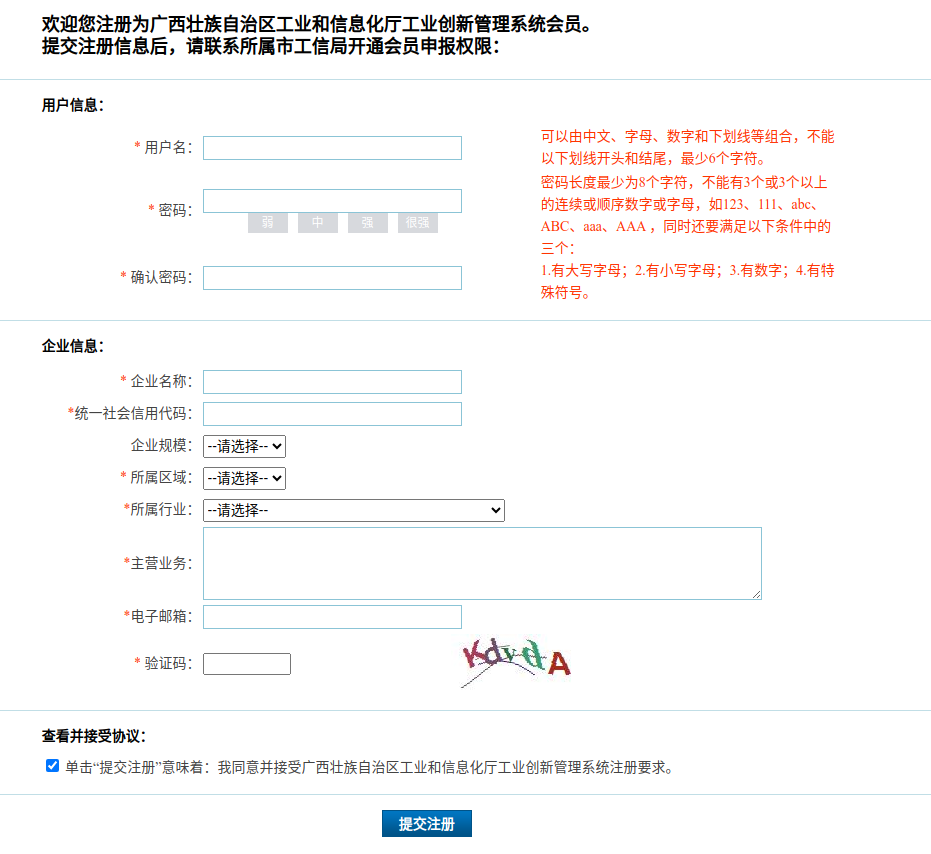 欢迎您注册为广西壮族自治区工业和信息化厅工业创新管理系统会员。
提交注册信息后，请联系所属市工信局开通会员申报权限：
用户信息：
* 用户名：
可以由中文、字母、数字和下划线等组合，不能
以下划线开头和结尾，最少6个字符。
* 密码：
弱 中 强 很强
密码长度最少为8个字符，不能有3个或3个以上
的连续或顺序数字或字母，如123、111、abc、
ABC、aaa、AAA ，同时还要满足以下条件中的
三个：
1.有大写字母；2.有小写字母；3.有数字；4.有特
殊符号。
* 确认密码：
企业信息：
* 企业名称：
*统一社会信用代码：
企业规模： --请选择--
* 所属区域： --请选择--
*所属行业： --请选择--
*主营业务：
*电子邮箱：
* 验证码：
KdvdA
查看并接受协议：
单击“提交注册”意味着：我同意并接受广西壮族自治区工业和信息化厅工业创新管理系统注册要求。
提交注册